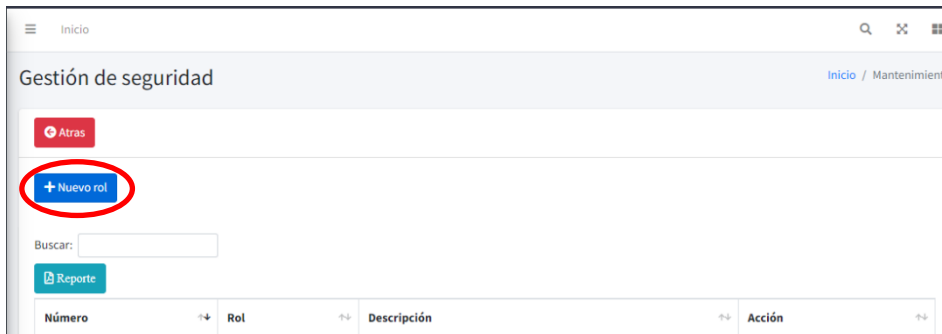 Inicio
Gestión de seguridad
Inicio / Mantenimient
Atras
Nuevo rol
Buscar:
Reporte
Número Rol Descripción Acción